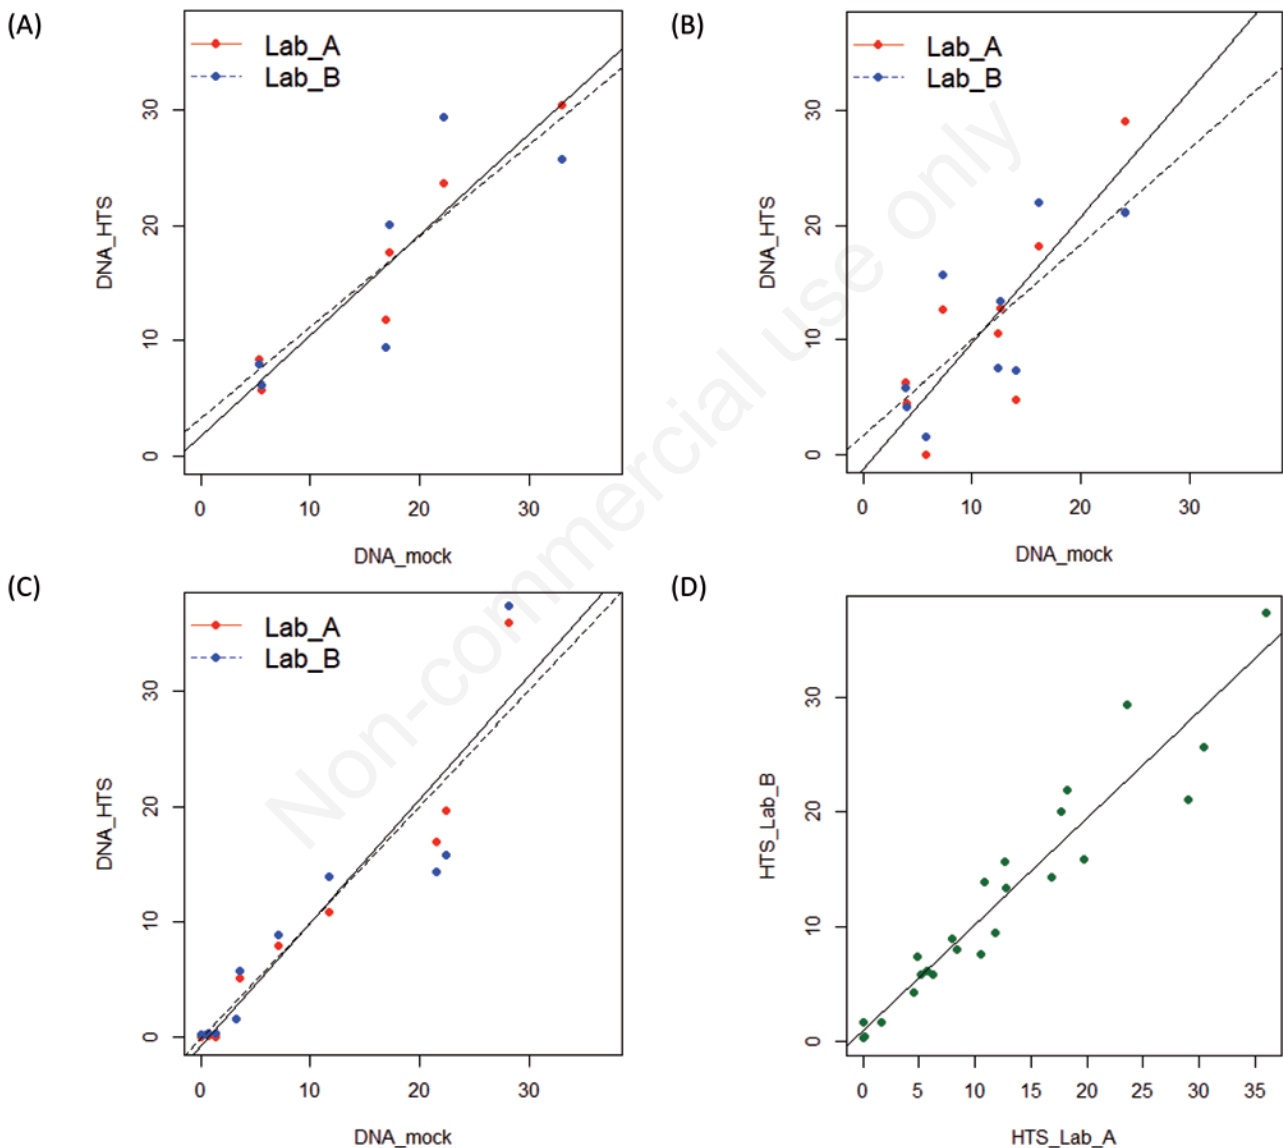 (A)
Lab_A
Lab_B
DNA_HTS
0
10
20
30
0
10
20
30
DNA_mock
(B)
Lab_A
Lab_B
DNA_HTS
0
10
20
30
0
10
20
30
DNA_mock
(C)
Lab_A
Lab_B
DNA_HTS
0
10
20
30
0
10
20
30
DNA_mock
(D)
HTS_Lab_B
0
10
20
30
0
5
10
15
20
25
30
35
HTS_Lab_A
Non-commercial use only